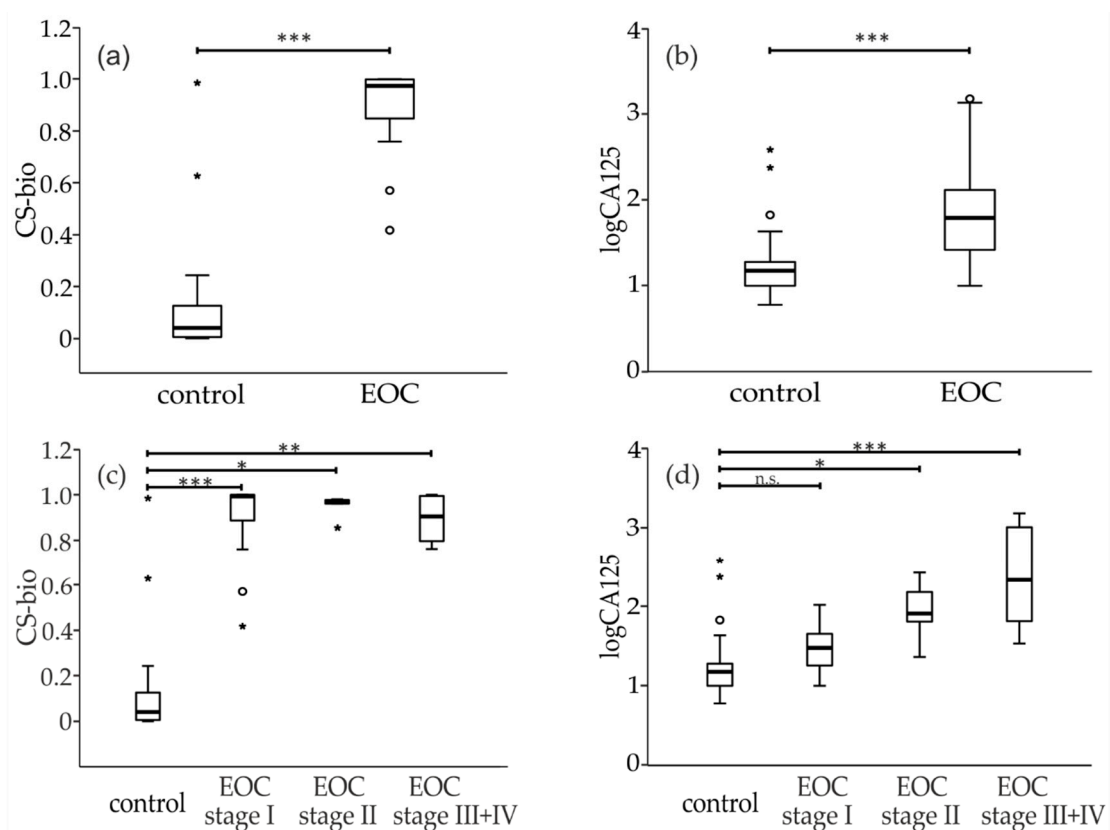 (a)
***
1.2
1.0
0.8
0.6
0.4
0.2
0
CS-bio
*
*
control
EOC
(b)
***
4
3
2
1
0
logCA125
*
*
control
EOC
(c)
**
*
***
1.2
1.0
0.8
0.6
0.4
0.2
0
CS-bio
*
*
*
*
control
EOC
stage I
EOC
stage II
EOC
stage III+IV
(d)
***
*
n.s.
4
3
2
1
0
logCA125
*
*
control
EOC
stage I
EOC
stage II
EOC
stage III+IV